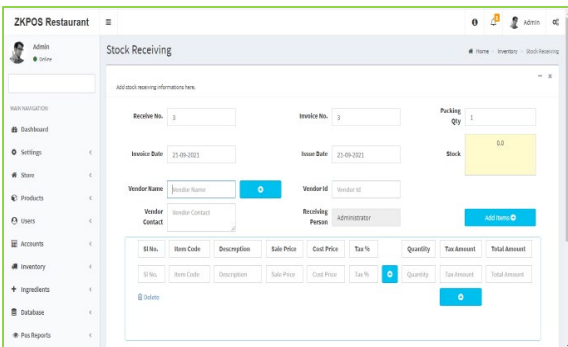 ZKPOS Restaurant
Admin
Admin
Online
Stock Receiving
Home
Inventory
Stock Receiving
Add stock receiving informations here.
MAIN NAVIGATION
Dashboard
Settings
Store
Products
Users
Accounts
Inventory
Ingredients
Database
Pos Reports
Receive No. 3 Invoice No. 3 Packing Qty 1
Invoice Date 21-09-2021 Issue Date 21-09-2021 Stock 0.0
Vendor Name Vendor Name Vendor Id Vendor Id
Vendor Contact Vendor Contact Receiving Person Administrator Add Items
Sl No. Item Code Description Sale Price Cost Price Tax % Quantity Tax Amount Total Amount
Sl No. Item Code Description Sale Price Cost Price Tax % Quantity Tax Amount Total Amount
Delete